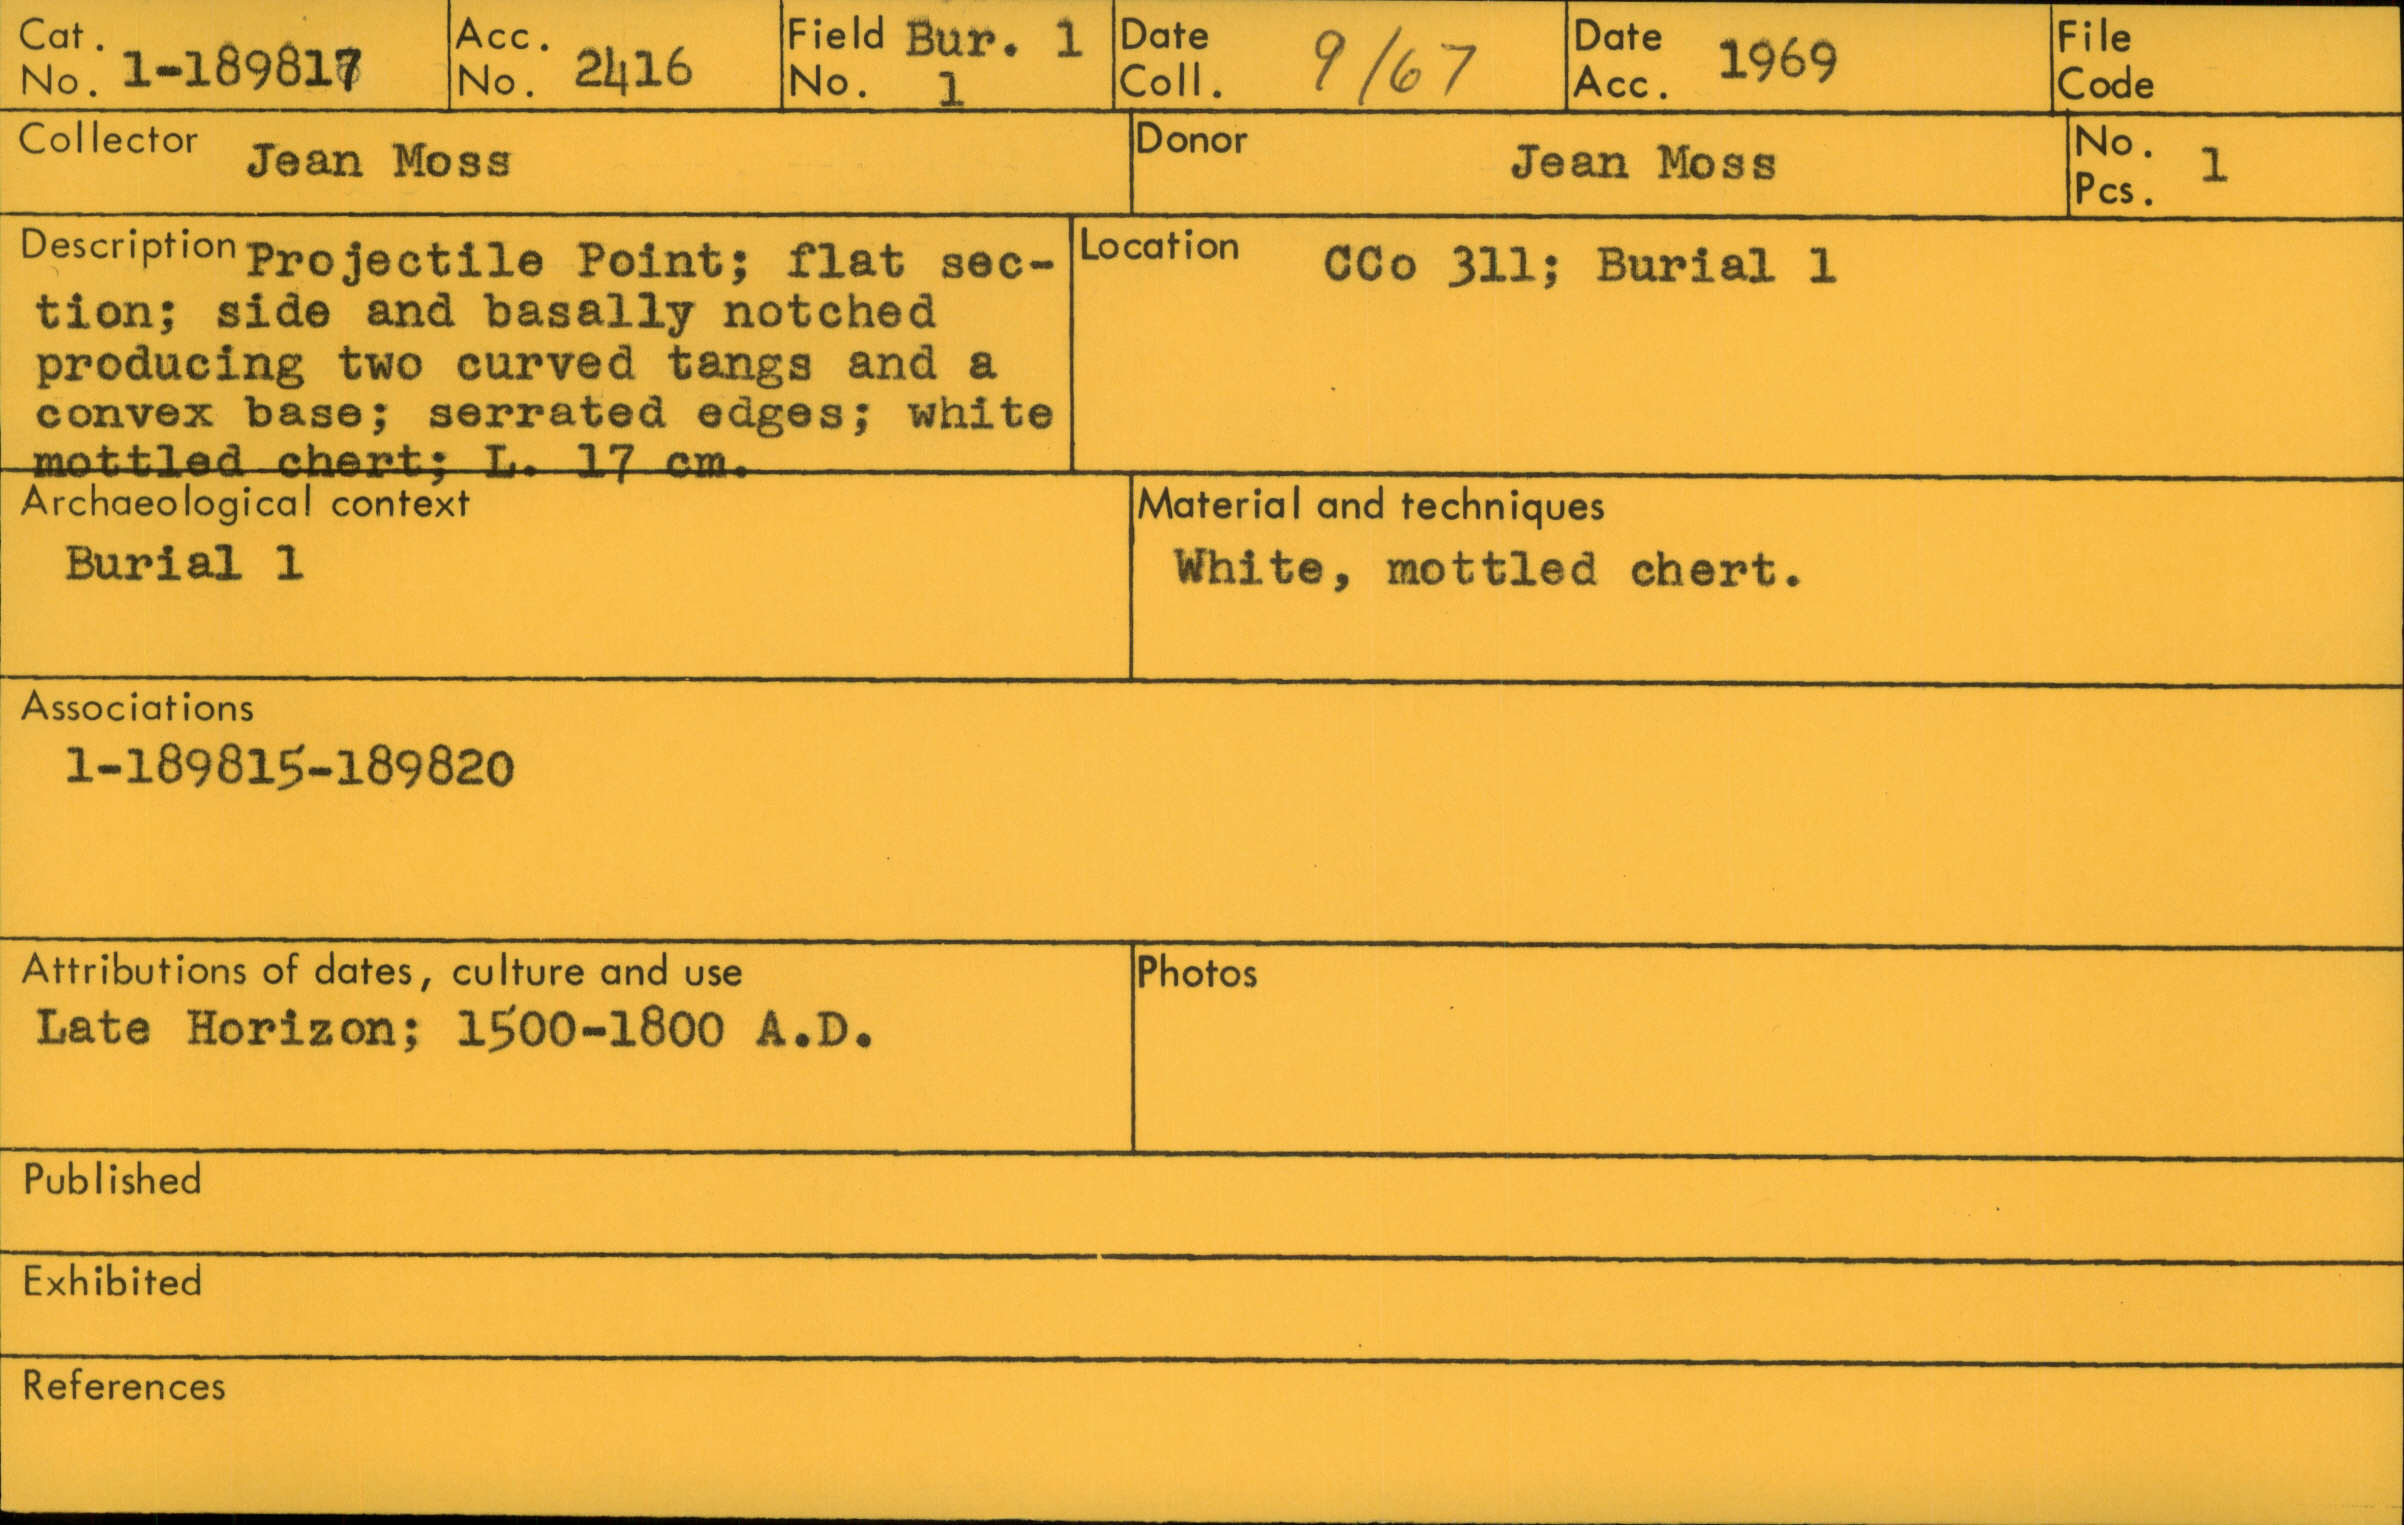 Cat. No. 1-189817
Acc. No. 2416
Field No. Bur. 1 1
Date Coll. 9/67
Date Acc. 1969
File Code
Collector Jean Moss
Donor Jean Moss
No. Pcs. 1
Description Projectile Point; flat sec-
tion; side and basally notched
producing two curved tangs and a
convex base; serrated edges; white
mottled chert; L. 17 cm.
Location CCo 311; Burial 1
Archaeological context
Burial 1
Material and techniques
White, mottled chert.
Associations
1-189815-189820
Attributions of dates, culture and use
Late Horizon; 1500-1800 A.D.
Photos
Published
Exhibited
References